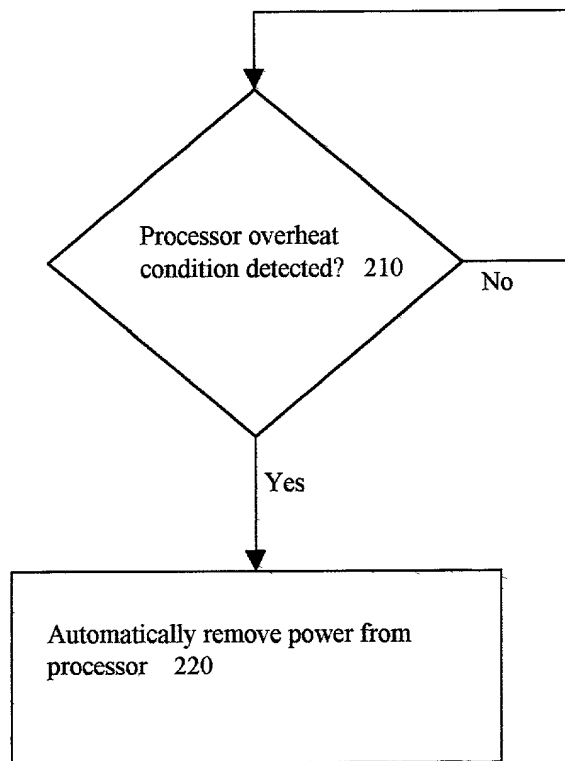 Processor overheat
condition detected? 210
No
Yes
Automatically remove power from
processor 220